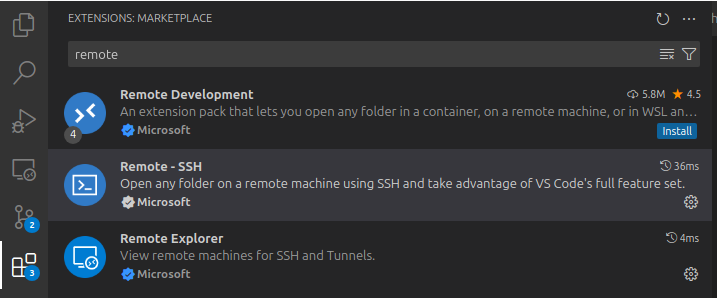 EXTENSIONS: MARKETPLACE
remote
Remote Development 5.8M 4.5
An extension pack that lets you open any folder in a container, on a remote machine, or in WSL an...
4 Microsoft Install
Remote - SSH 36ms
Open any folder on a remote machine using SSH and take advantage of VS Code's full feature set.
Microsoft
Remote Explorer 4ms
View remote machines for SSH and Tunnels.
Microsoft
2
3